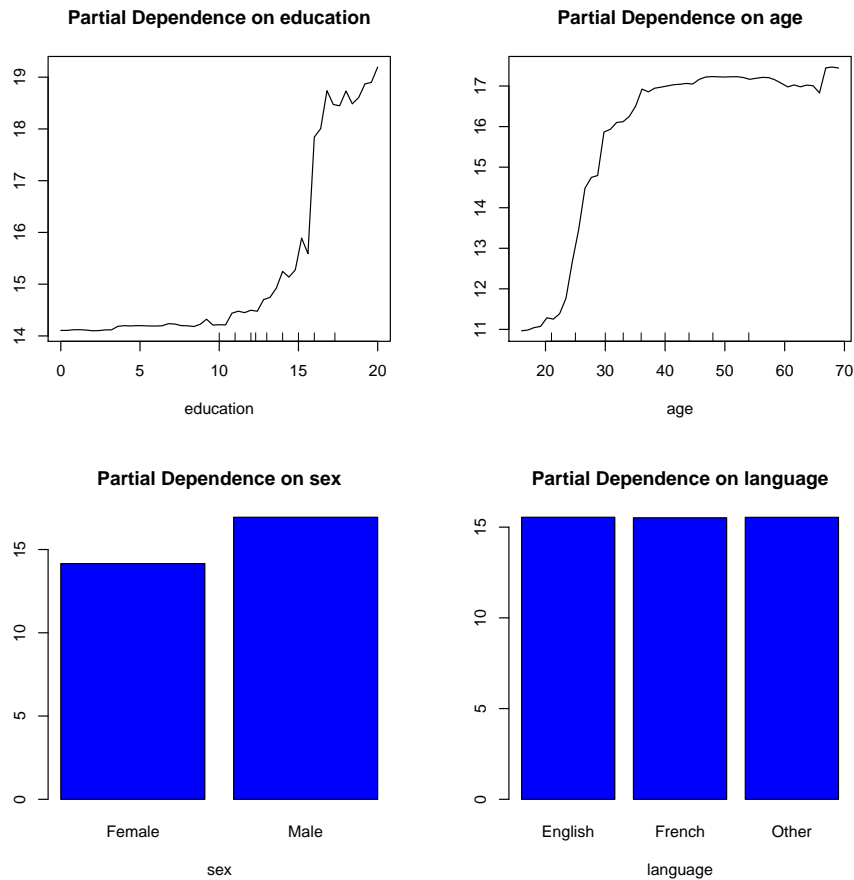 Partial Dependence on education
19
18
17
16
15
14
0 5 10 15 20
education
Partial Dependence on age
17
16
15
14
13
12
11
20 30 40 50 60 70
age
Partial Dependence on sex
15
10
5
0
Female Male
sex
Partial Dependence on language
15
10
5
0
English French Other
language